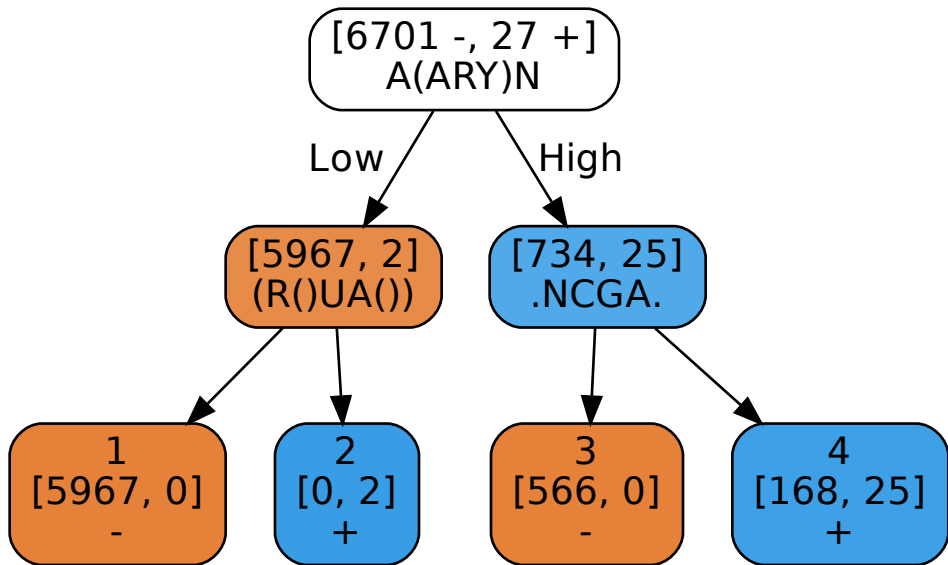 [6701 -, 27 +]
A(ARY)N
Low
High
[5967, 2]
(R()UA())
[734, 25]
.NCGA.
1
[5967, 0]
-
2
[0, 2]
+
3
[566, 0]
-
4
[168, 25]
+